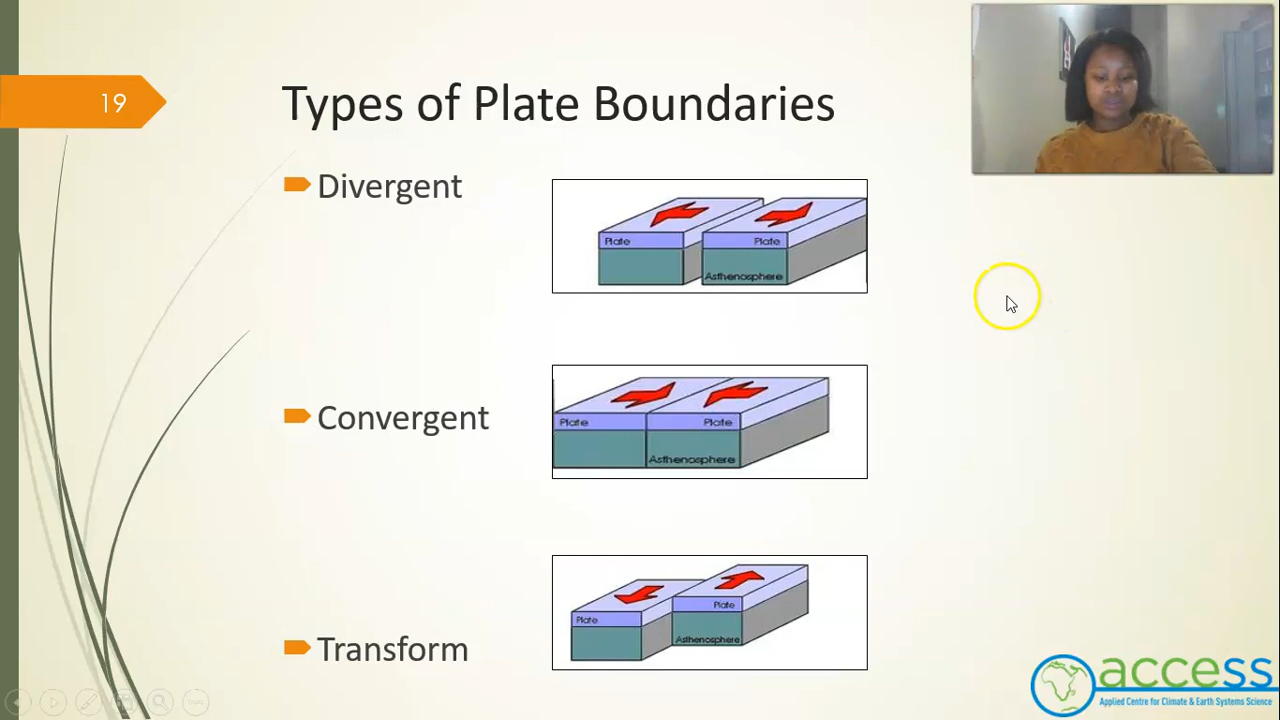 19
Types of Plate Boundaries
Divergent
Plate
Plate
Asthenosphere
Convergent
Plate
Plate
Asthenosphere
Transform
Plate
Plate
Asthenosphere
access
Applied Centre for Climate & Earth Systems Science